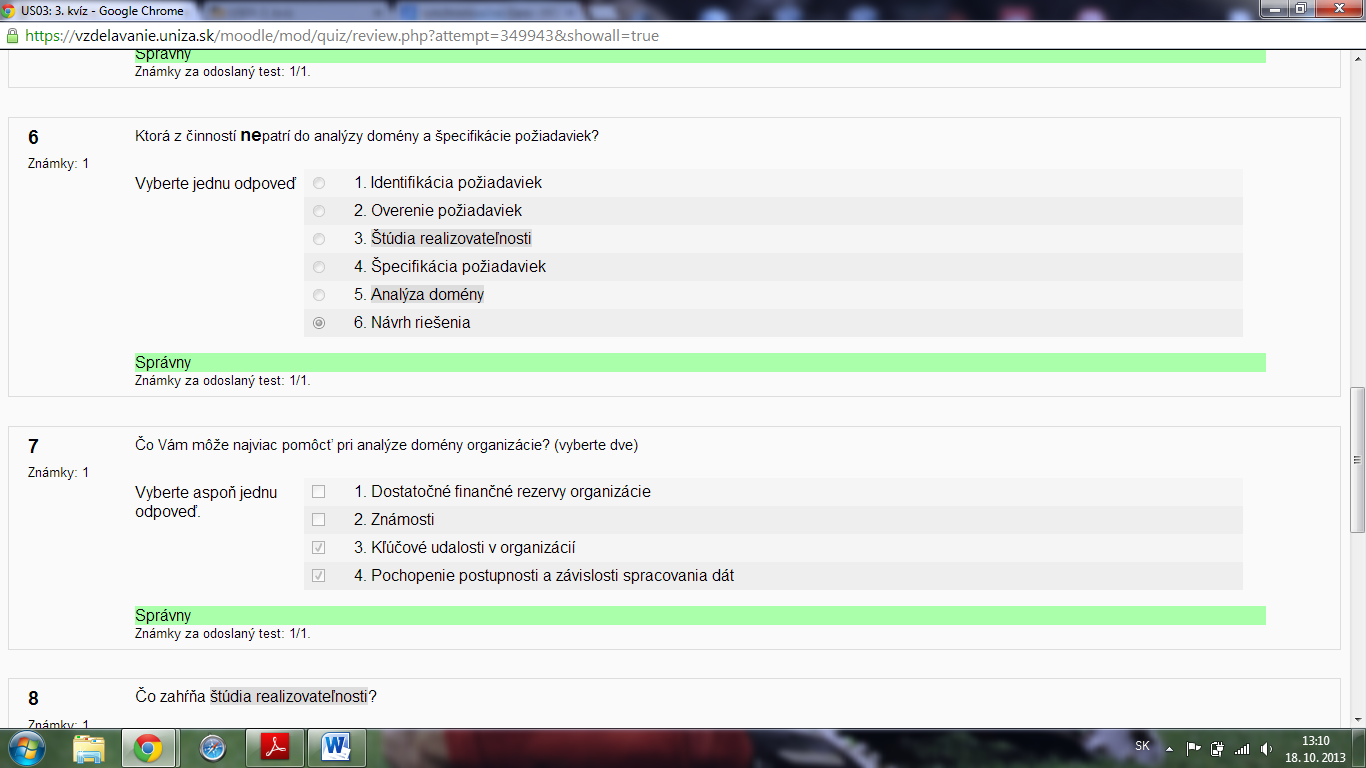 US03: 3. kvíz - Google Chrome
https://vzdelavanie.uniza.sk/moodle/mod/quiz/review.php?attempt=349943&showall=true
Správny
Známky za odoslaný test: 1/1.
6
Ktorá z činností nepatrí do analýzy domény a špecifikácie požiadaviek?
Známky: 1
Vyberte jednu odpoveď
1. Identifikácia požiadaviek
2. Overenie požiadaviek
3. Štúdia realizovateľnosti
4. Špecifikácia požiadaviek
5. Analýza domény
6. Návrh riešenia
Správny
Známky za odoslaný test: 1/1.
7
Čo Vám môže najviac pomôcť pri analýze domény organizácie? (vyberte dve)
Známky: 1
Vyberte aspoň jednu
odpoveď.
1. Dostatočné finančné rezervy organizácie
2. Známosti
3. Kľúčové udalosti v organizácií
4. Pochopenie postupnosti a závislosti spracovania dát
Správny
Známky za odoslaný test: 1/1.
8
Čo zahŕňa štúdia realizovateľnosti?
Známky: 1
SK
13:10
18. 10. 2013